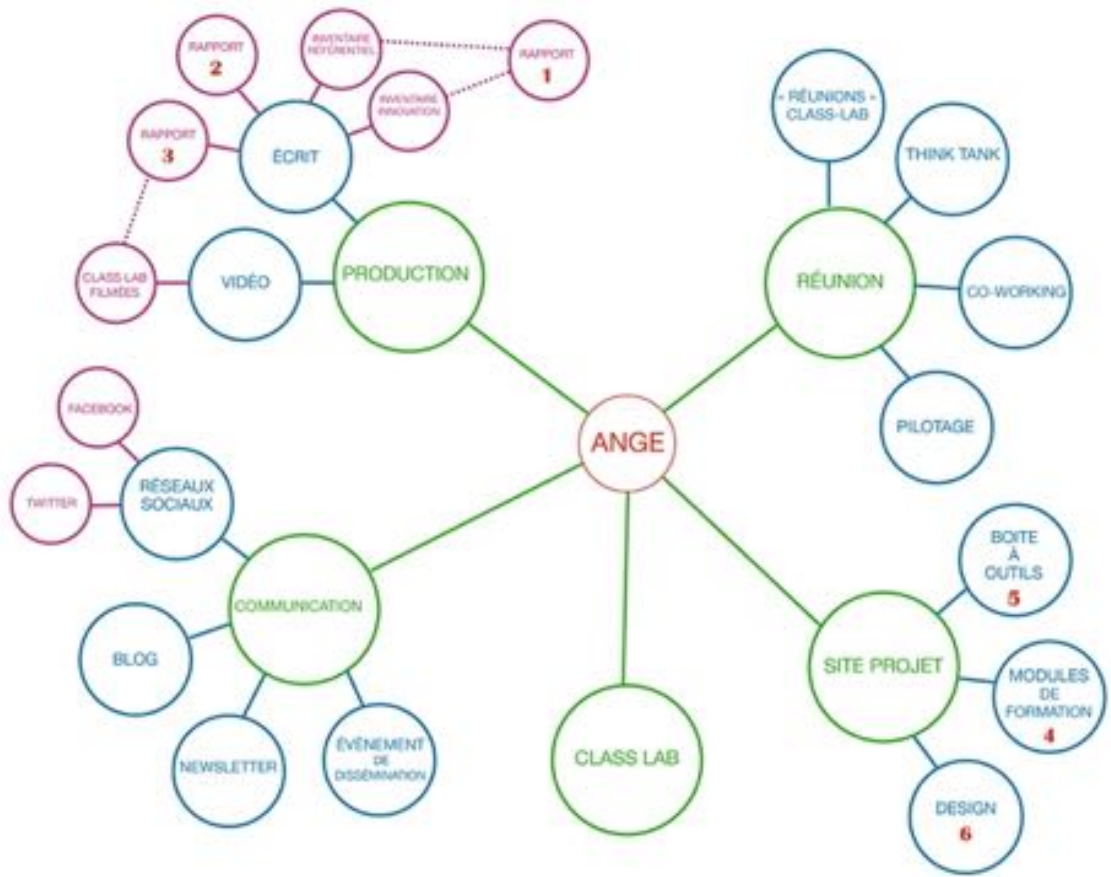 RAPPORT
2
INVENTAIRE
RÉFÉRENTIEL
RAPPORT
1
INVENTAIRE
INNOVATION
RAPPORT
3
ÉCRIT
CLASS LAB
FILMÉES
VIDÉO
PRODUCTION
« RÉUNIONS »
CLASS-LAB
THINK TANK
RÉUNION
CO-WORKING
PILOTAGE
ANGE
FACEBOOK
TWITTER
RÉSEAUX
SOCIAUX
COMMUNICATION
BLOG
NEWSLETTER
ÉVÈNEMENT
DE
DISSÉMINATION
CLASS LAB
SITE PROJET
BOITE
À
OUTILS
5
MODULES
DE
FORMATION
4
DESIGN
6